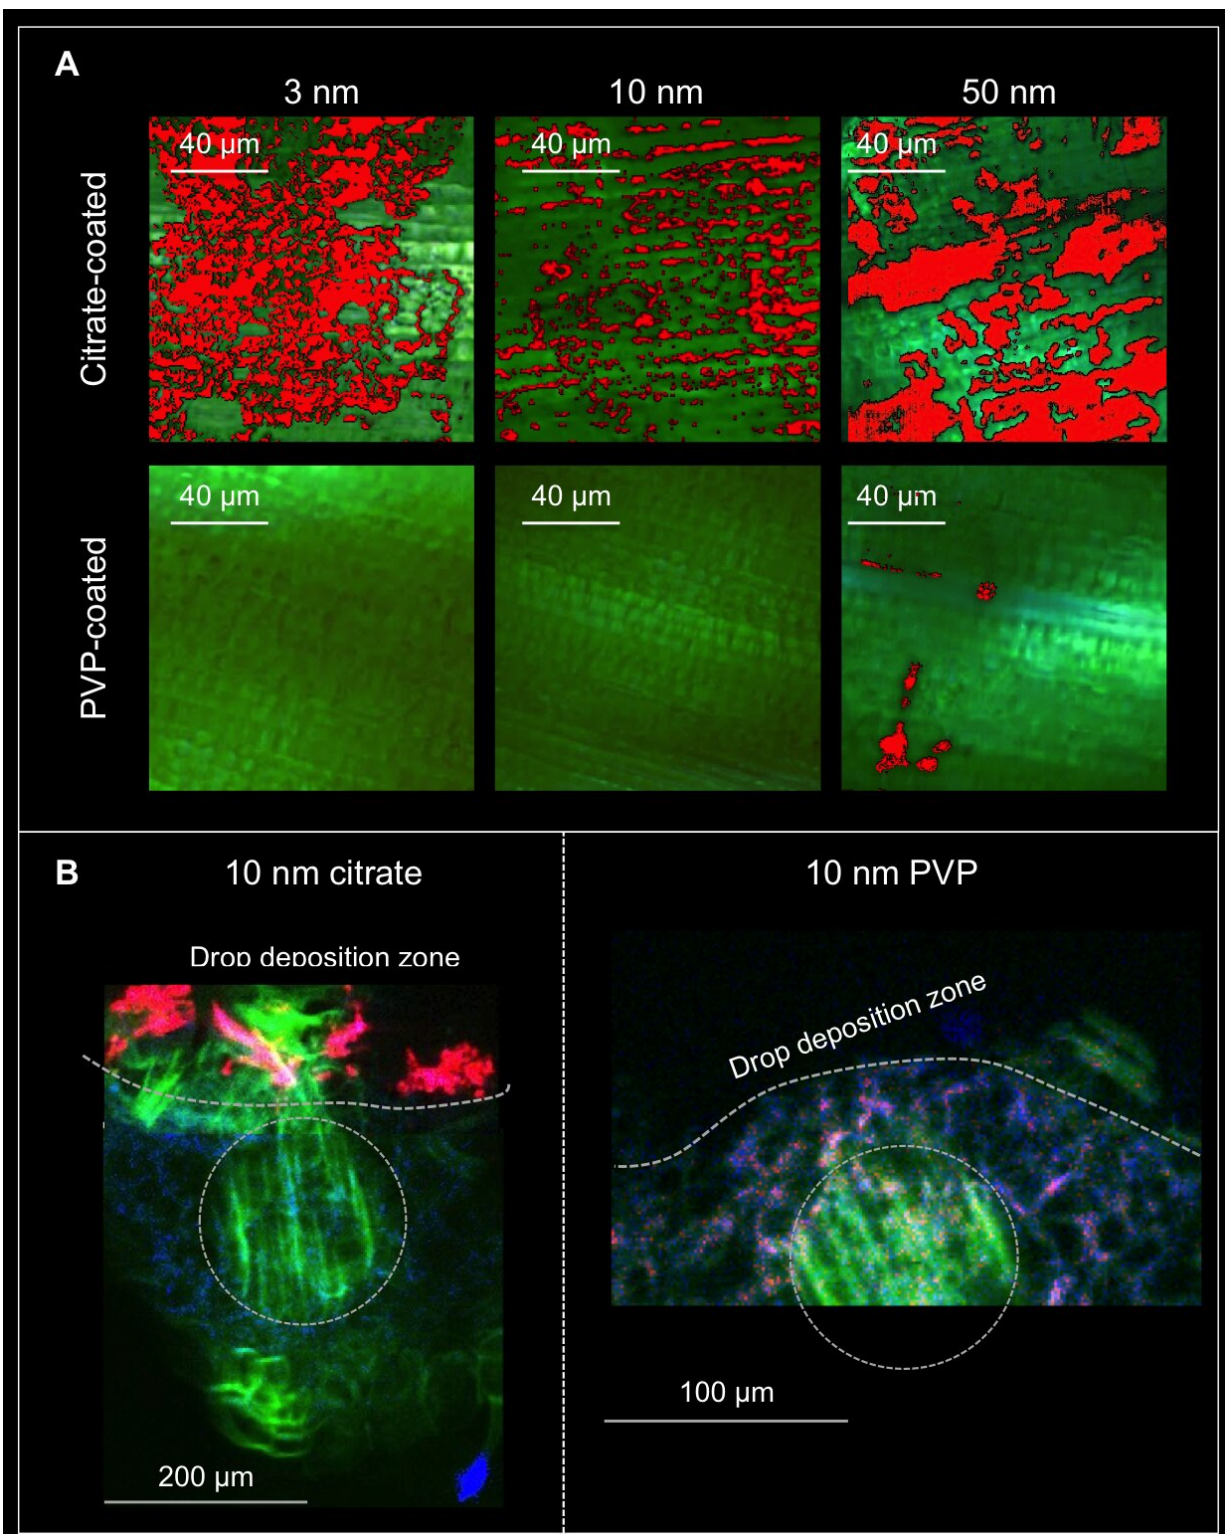 A
3 nm
10 nm
50 nm
Citrate-coated
40 µm
40 µm
40 µm
PVP-coated
40 µm
40 µm
40 µm
B
10 nm citrate
10 nm PVP
Drop deposition zone
Drop deposition zone
200 µm
100 µm